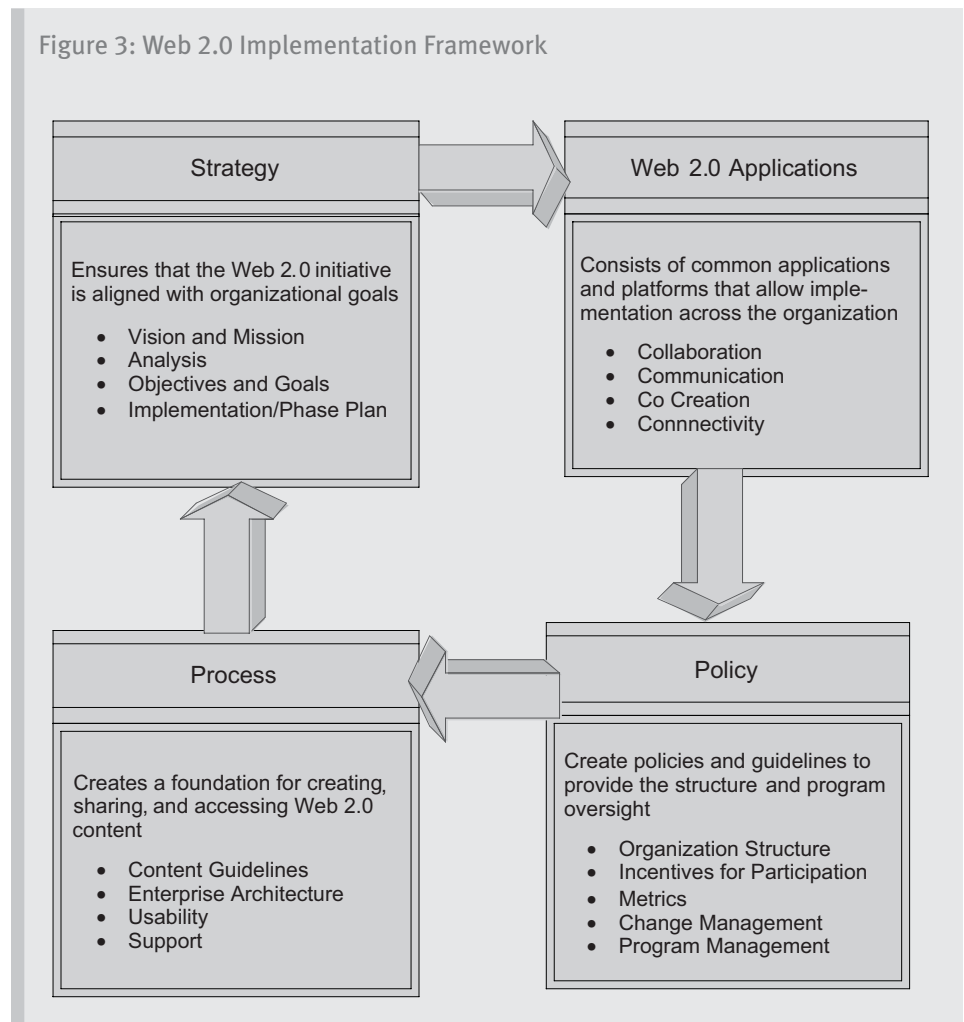 Figure 3: Web 2.0 Implementation Framework
Strategy
Ensures that the Web 2.0 initiative
is aligned with organizational goals
• Vision and Mission
• Analysis
• Objectives and Goals
• Implementation/Phase Plan
Web 2.0 Applications
Consists of common applications
and platforms that allow imple-
mentation across the organization
• Collaboration
• Communication
• Co Creation
• Connnectivity
Process
Creates a foundation for creating,
sharing, and accessing Web 2.0
content
• Content Guidelines
• Enterprise Architecture
• Usability
• Support
Policy
Create policies and guidelines to
provide the structure and program
oversight
• Organization Structure
• Incentives for Participation
• Metrics
• Change Management
• Program Management